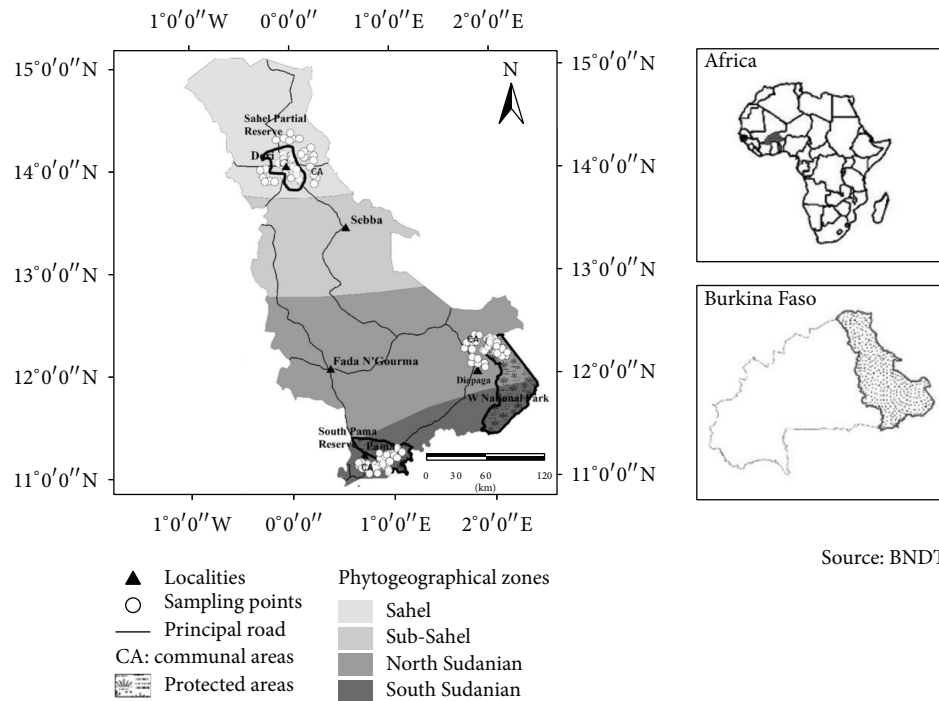 1°0′0″W 0°0′0″ 1°0′0″E 2°0′0″E
15°0′0″N
14°0′0″N
13°0′0″N
12°0′0″N
11°0′0″N
N
Sahel Partial
Reserve
Dori
CA
Sebba
CA
Fada N'Gourma
Diapaga
W National Park
South Pama
Reserve
Pama
CA
0 30 60 120
(km)
15°0′0″N
14°0′0″N
13°0′0″N
12°0′0″N
11°0′0″N
1°0′0″W 0°0′0″ 1°0′0″E 2°0′0″E
Africa
Burkina Faso
Source: BNDT
Localities
Sampling points
Principal road
CA: communal areas
Protected areas
Phytogeographical zones
Sahel
Sub-Sahel
North Sudanian
South Sudanian